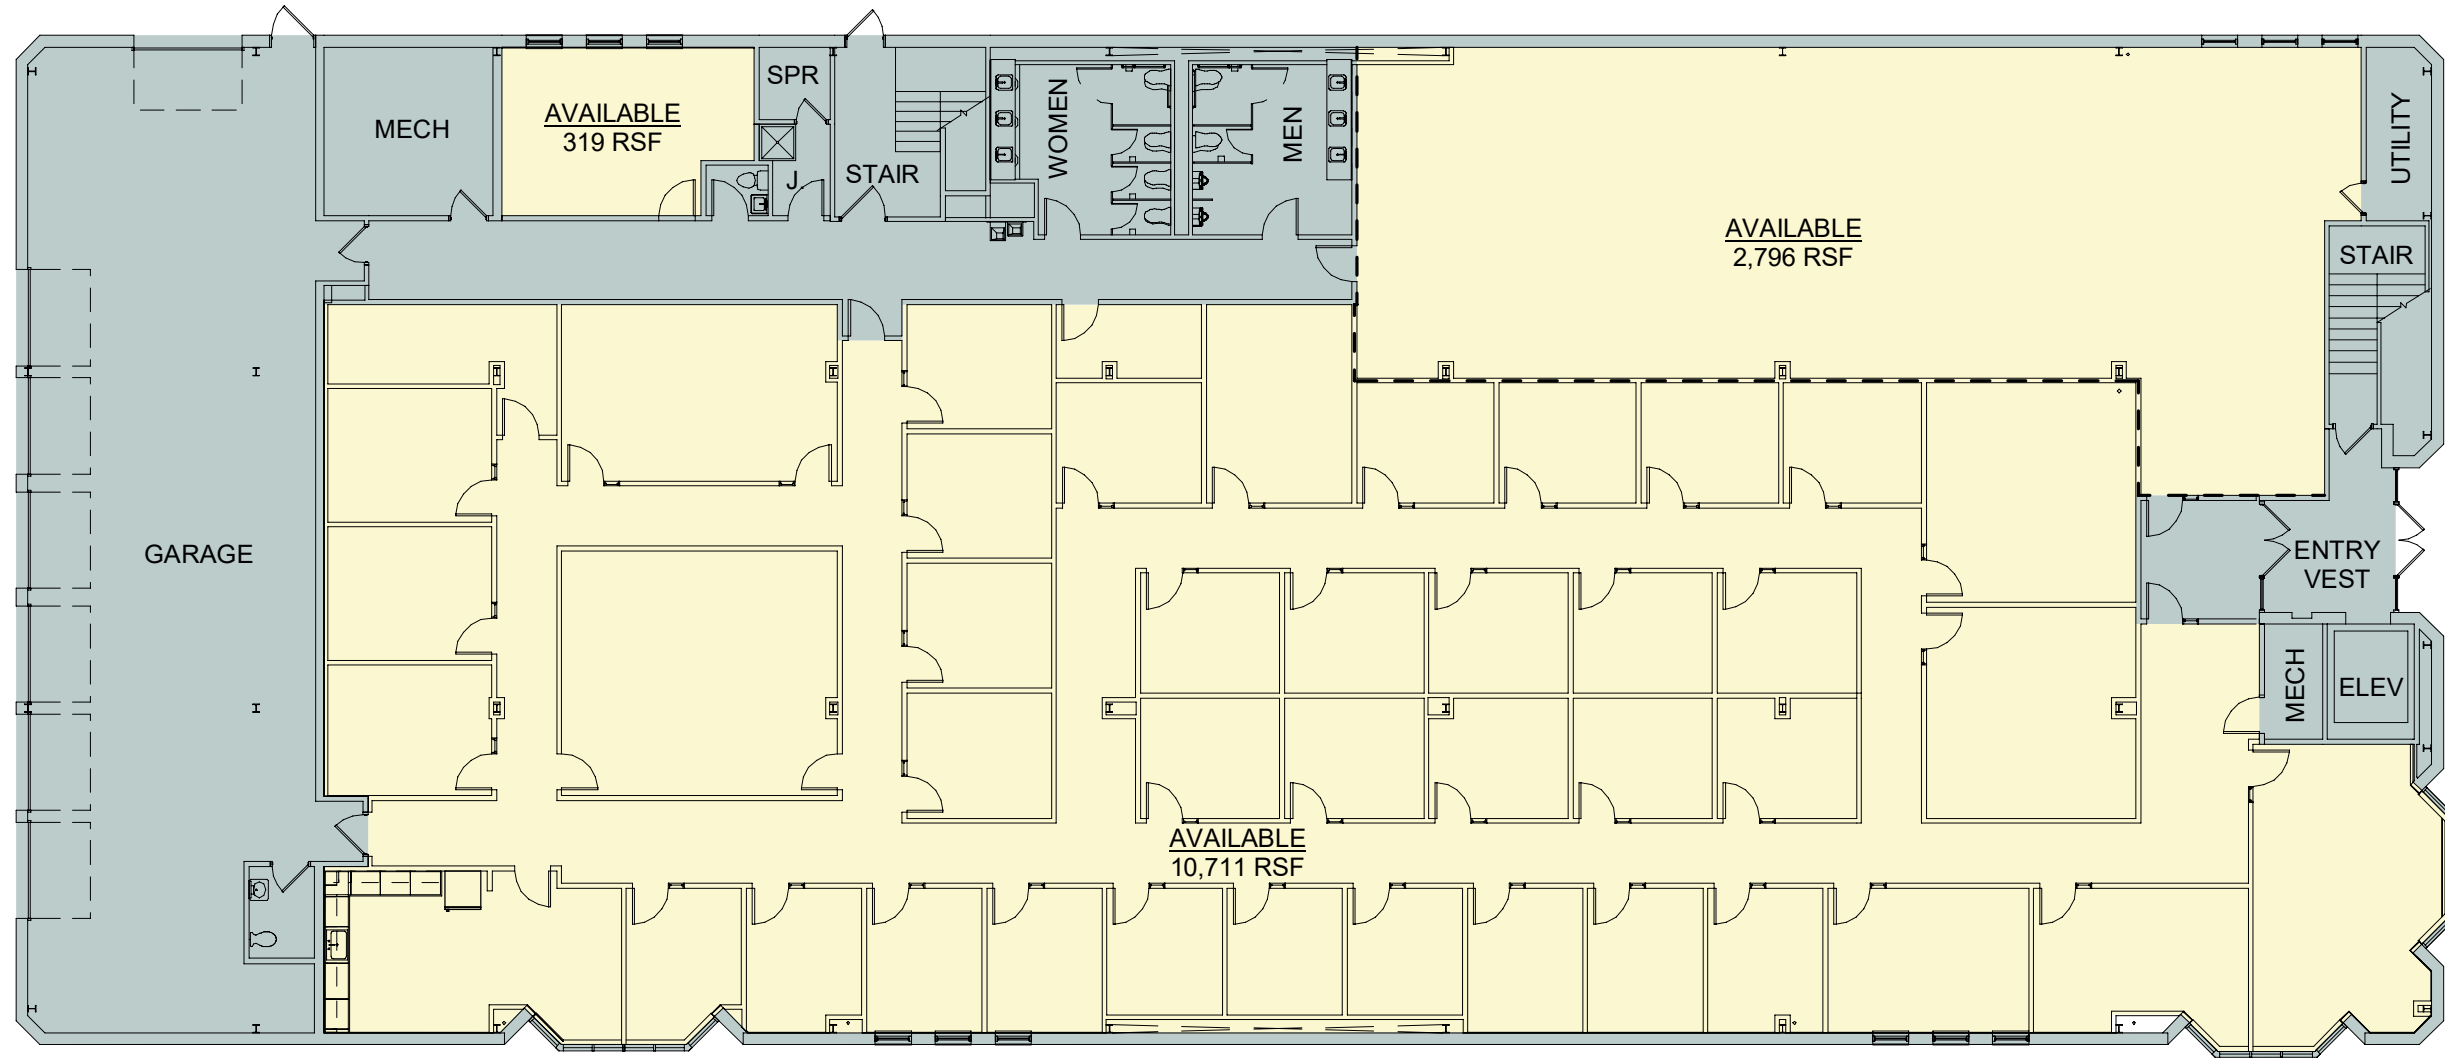 SPR
AVAILABLE
319 RSF
MECH
WOMEN
MEN
UTILITY
J.
STAIR
AVAILABLE
2,796 RSF
STAIR
GARAGE
ENTRY
VEST
MECH
ELEV
AVAILABLE
10,711 RSF